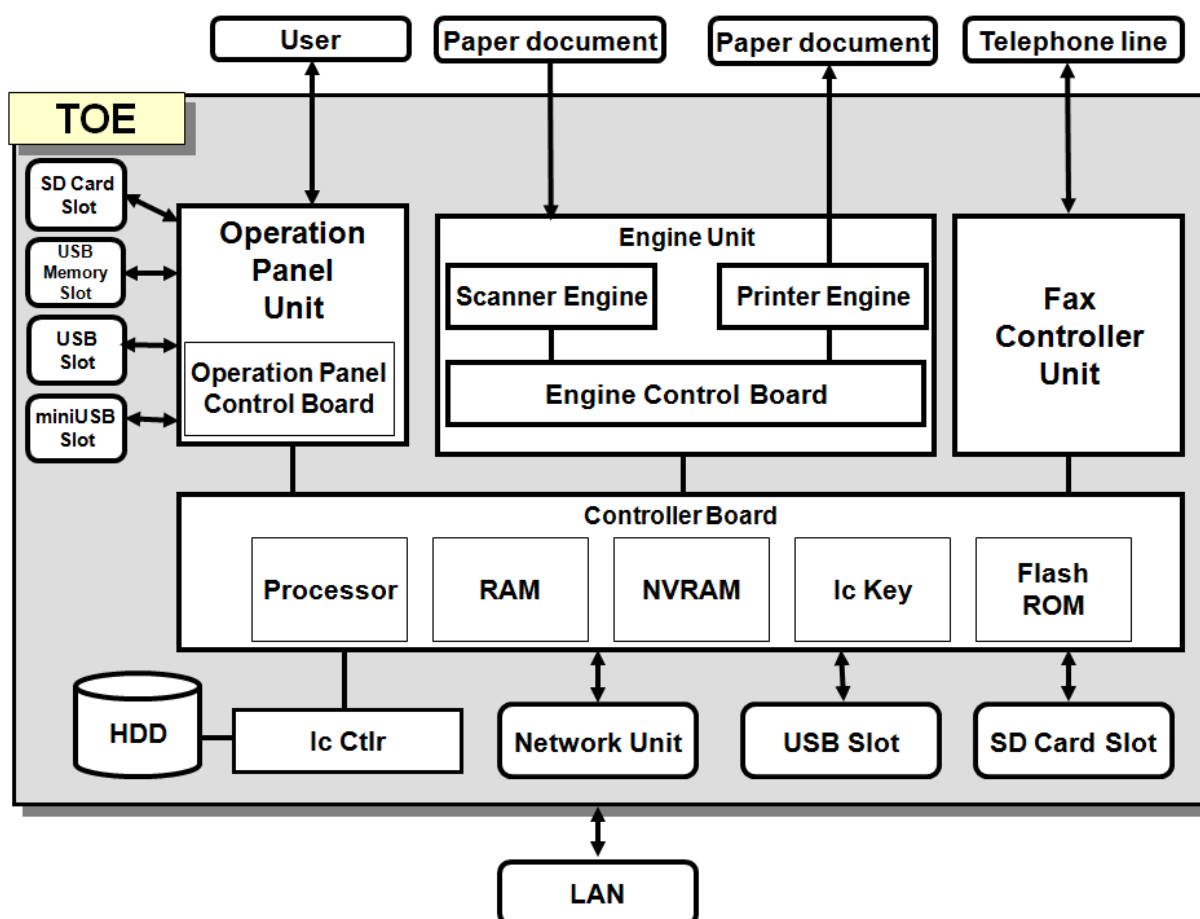 User
Paper document
Paper document
Telephone line
TOE
SD Card
Slot
USB
Memory
Slot
USB
Slot
miniUSB
Slot
Operation
Panel
Unit
Operation Panel
Control Board
Engine Unit
Scanner Engine
Printer Engine
Engine Control Board
Fax
Controller
Unit
Controller Board
Processor
RAM
NVRAM
Ic Key
Flash
ROM
HDD
Ic Ctlr
Network Unit
USB Slot
SD Card Slot
LAN